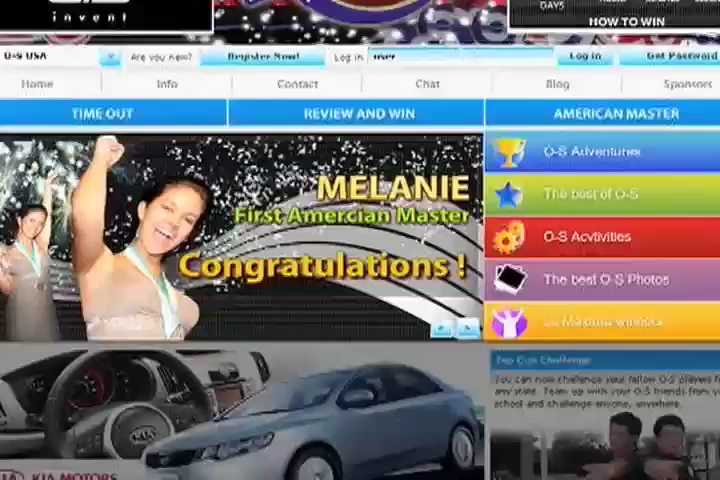 DAYS
HOW TO WIN
invent
O-S USA
Are you new?
Register Now!
Log in
user
Log in
Get Password
Home
Info
Contact
Chat
Blog
Sponsors
TIME OUT
REVIEW AND WIN
AMERICAN MASTER
MELANIE
First Amercian Master
Congratulations !
O-S Adventures
The best of O-S
O-S Acvtivities
The best O-S Photos
KIA
KIA MOTORS
Top Gun Challenge
You can now challenge your fellow O-S players from
any state. Team up with your O-S friends from your
school and challenge anyone, anywhere.